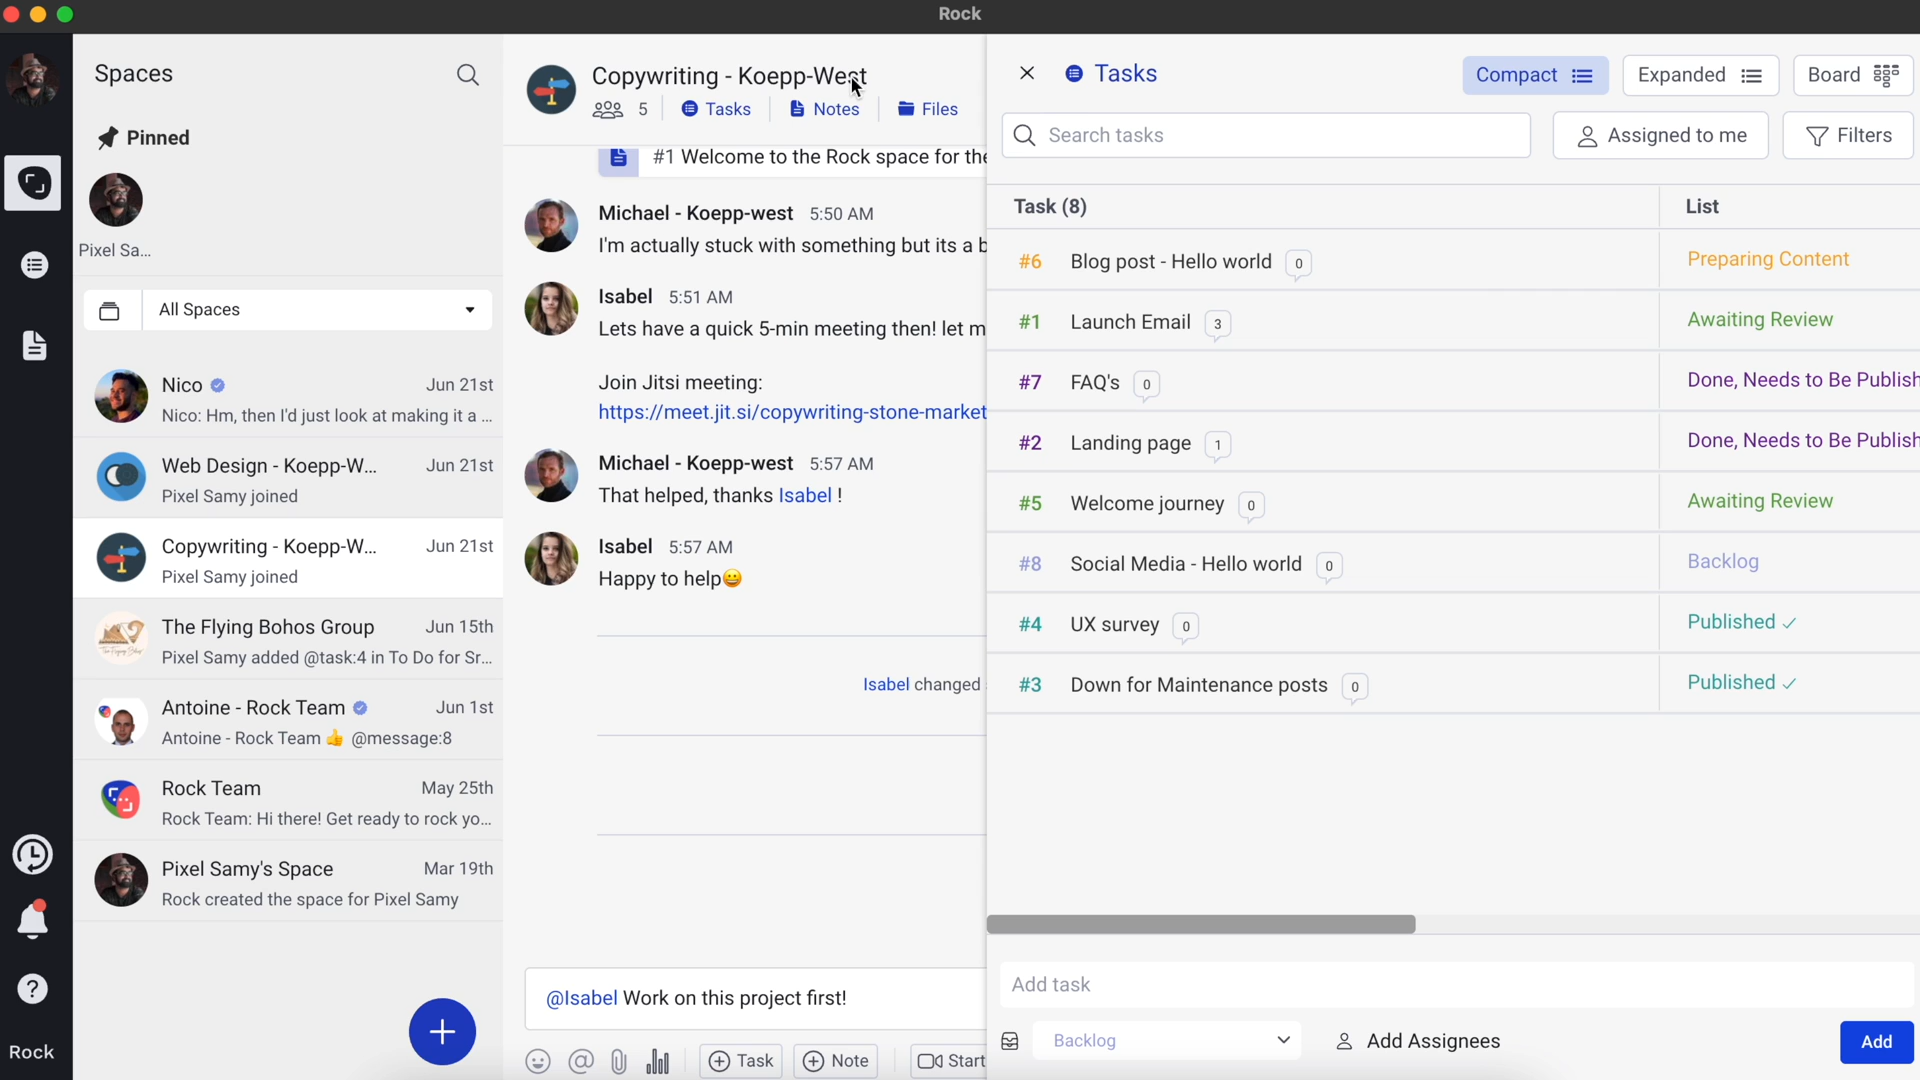 Rock
Spaces
Pinned
Pixel Sa...
All Spaces
Nico Jun 21st
Nico: Hm, then I'd just look at making it a ...
Web Design - Koepp-W... Jun 21st
Pixel Samy joined
Copywriting - Koepp-W... Jun 21st
Pixel Samy joined
The Flying Bohos Group Jun 15th
Pixel Samy added @task:4 in To Do for Sr...
Antoine - Rock Team Jun 1st
Antoine - Rock Team 👍 @message:8
Rock Team May 25th
Rock Team: Hi there! Get ready to rock yo...
Pixel Samy's Space Mar 19th
Rock created the space for Pixel Samy
Rock
Copywriting - Koepp-West
5 Tasks Notes Files
#1 Welcome to the Rock space for the
Michael - Koepp-west 5:50 AM
I'm actually stuck with something but its a b
Isabel 5:51 AM
Lets have a quick 5-min meeting then! let m
Join Jitsi meeting:
https://meet.jit.si/copywriting-stone-market
Michael - Koepp-west 5:57 AM
That helped, thanks Isabel !
Isabel 5:57 AM
Happy to help😀
Isabel changed
@Isabel Work on this project first!
Task Note Start
Tasks Compact Expanded Board
Search tasks Assigned to me Filters
Task (8) List
#6 Blog post - Hello world 0 Preparing Content
#1 Launch Email 3 Awaiting Review
#7 FAQ's 0 Done, Needs to Be Publish
#2 Landing page 1 Done, Needs to Be Publish
#5 Welcome journey 0 Awaiting Review
#8 Social Media - Hello world 0 Backlog
#4 UX survey 0 Published ✓
#3 Down for Maintenance posts 0 Published ✓
Add task
Backlog Add Assignees Add